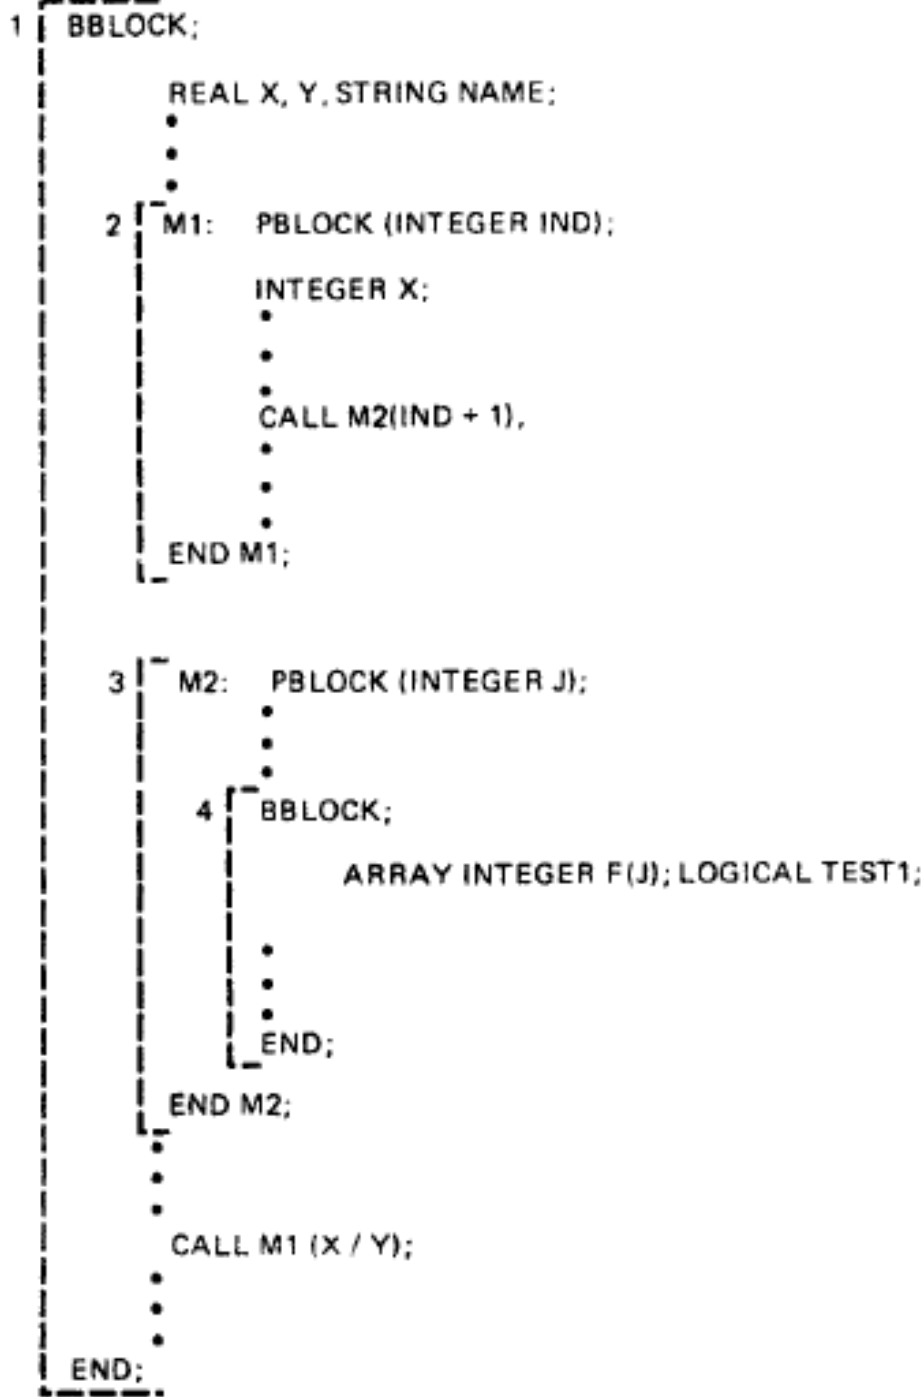 1 BBLOCK;
REAL X, Y, STRING NAME;
2 M1: PBLOCK (INTEGER IND);
INTEGER X;
CALL M2(IND + 1),
END M1;
3 M2: PBLOCK (INTEGER J);
4 BBLOCK;
ARRAY INTEGER F(J); LOGICAL TEST1;
END;
END M2;
CALL M1 (X / Y);
END;